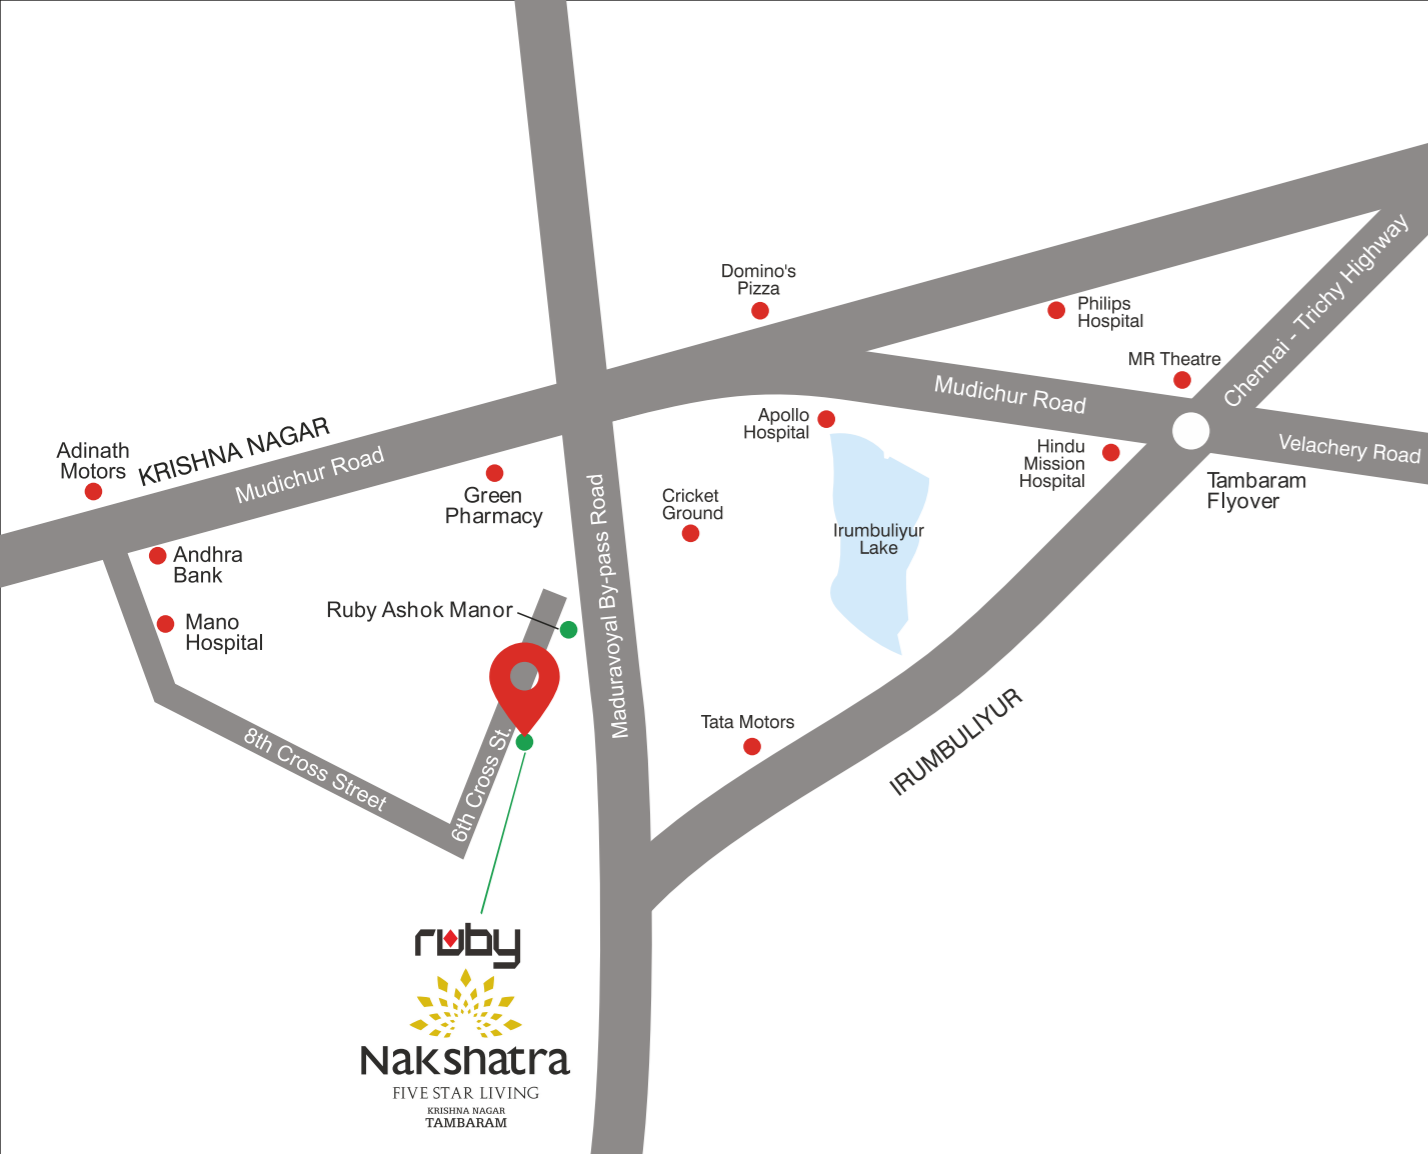 Domino's
Pizza
Philips
Hospital
Chennai - Trichy Highway
MR Theatre
Mudichur Road
Apollo
Hospital
Adinath
Motors
KRISHNA NAGAR
Mudichur Road
Hindu
Mission
Hospital
Velachery Road
Tambaram
Flyover
Green
Pharmacy
Cricket
Ground
Irumbuliyur
Lake
Andhra
Bank
Mano
Hospital
Ruby Ashok Manor
Maduravoyal By-pass Road
8th Cross Street
6th Cross St.
Tata Motors
IRUMBULIYUR
ruby
Nakshatra
FIVE STAR LIVING
KRISHNA NAGAR
TAMBARAM